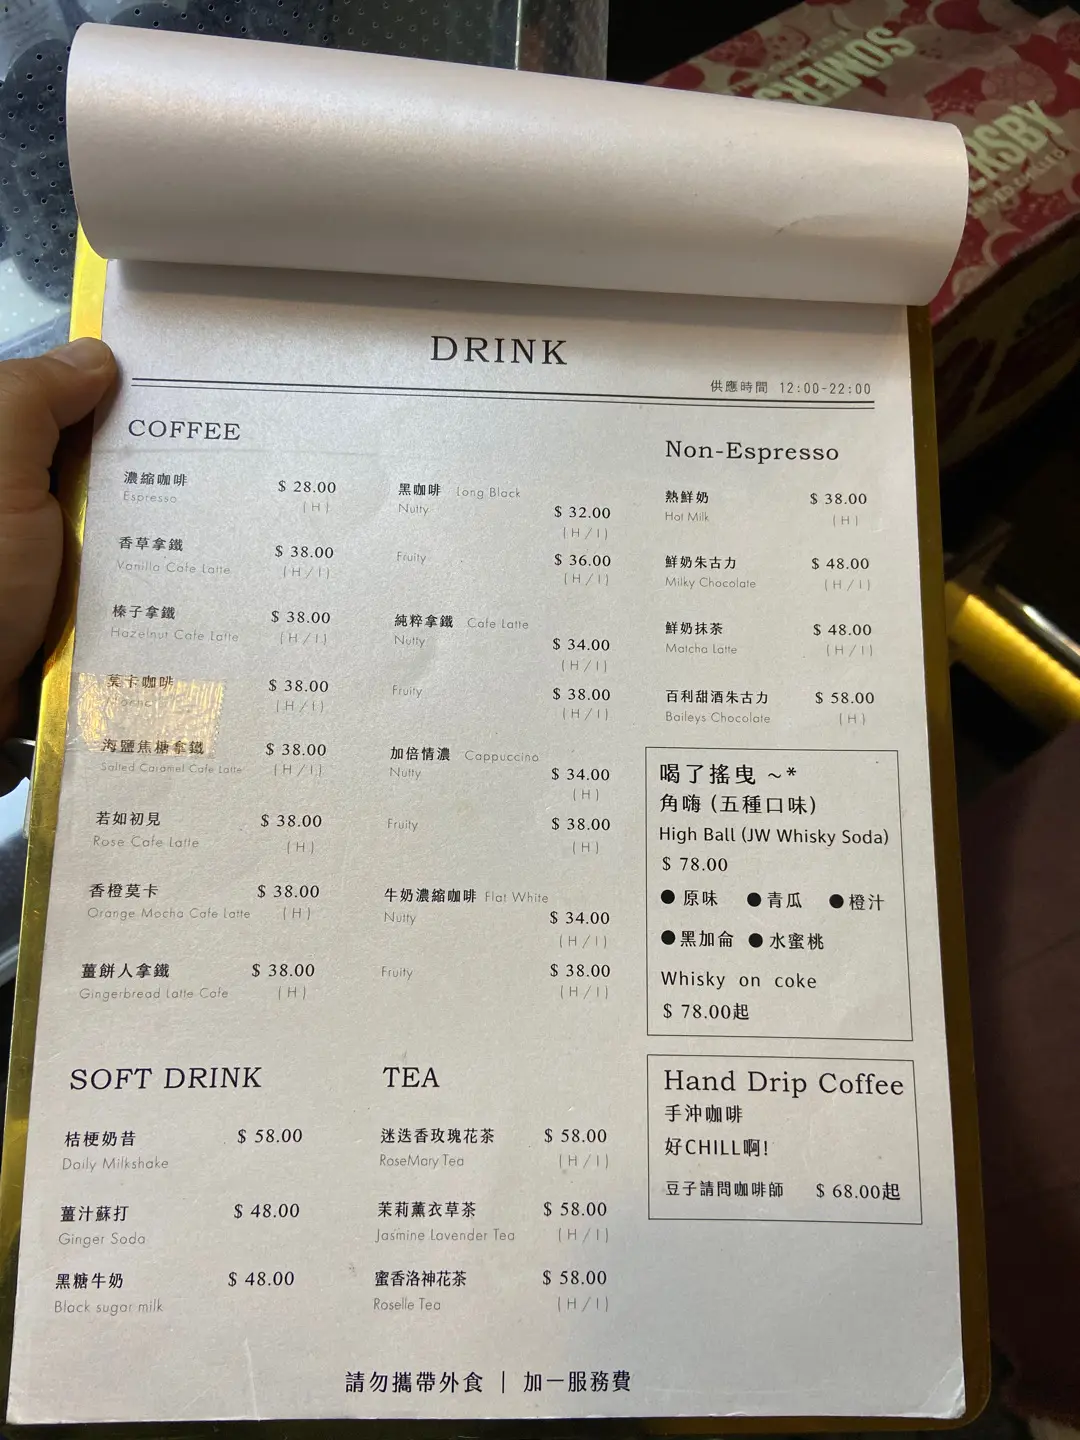 SOMERSBY
DRINK
供應時間 12:00-22:00
COFFEE
濃縮咖啡 $ 28.00
Espresso (H)
香草拿鐵 $ 38.00
Vanilla Cafe Latte (H/I)
榛子拿鐵 $ 38.00
Hazelnut Cafe Latte (H/I)
莫卡咖啡 $ 38.00
(H/I)
海鹽焦糖拿鐵 $ 38.00
Salted Caramel Cafe Latte (H/I)
若如初見 $ 38.00
Rose Cafe Latte (H)
香橙莫卡 $ 38.00
Orange Mocha Cafe Latte (H)
薑餅人拿鐵 $ 38.00
Gingerbread Latte Cafe (H)
黑咖啡 Long Black
Nutty $ 32.00
(H/I)
Fruity $ 36.00
(H/I)
純粹拿鐵 Cafe Latte
Nutty $ 34.00
(H/I)
Fruity $ 38.00
(H/I)
加倍情濃 Cappuccino
Nutty $ 34.00
(H)
Fruity $ 38.00
(H)
牛奶濃縮咖啡 Flat White
Nutty $ 34.00
(H/I)
Fruity $ 38.00
(H/I)
Non-Espresso
熱鮮奶 $ 38.00
Hot Milk (H)
鮮奶朱古力 $ 48.00
Milky Chocolate (H/I)
鮮奶抹茶 $ 48.00
Matcha Latte (H/I)
百利甜酒朱古力 $ 58.00
Baileys Chocolate (H)
喝了搖曳 ~*
角嗨 (五種口味)
High Ball (JW Whisky Soda)
$ 78.00
● 原味 ● 青瓜 ● 橙汁
● 黑加侖 ● 水蜜桃
Whisky on coke
$ 78.00起
Hand Drip Coffee
手沖咖啡
好CHILL啊!
豆子請問咖啡師 $ 68.00起
SOFT DRINK
桔梗奶昔 $ 58.00
Daily Milkshake
薑汁蘇打 $ 48.00
Ginger Soda
黑糖牛奶 $ 48.00
Black sugar milk
TEA
迷迭香玫瑰花茶 $ 58.00
RoseMary Tea (H/I)
茉莉薰衣草茶 $ 58.00
Jasmine Lavender Tea (H/I)
蜜香洛神花茶 $ 58.00
Roselle Tea (H/I)
請勿攜帶外食 | 加一服務費